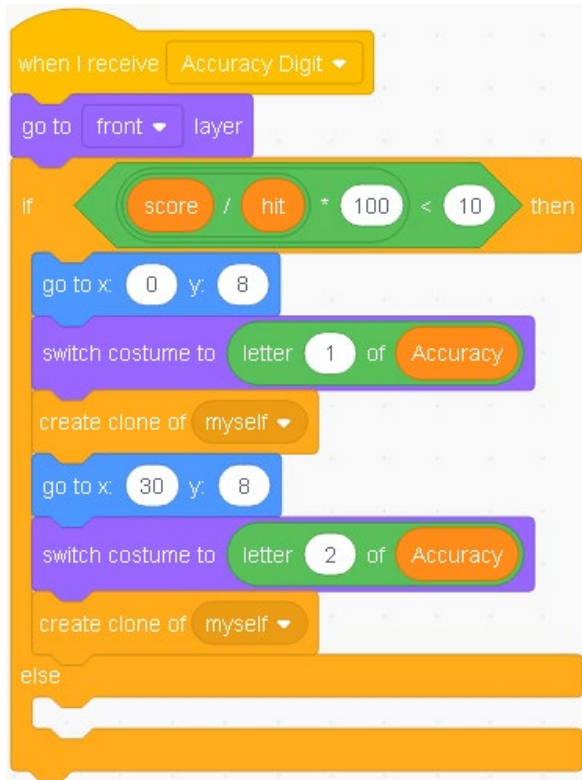 when I receive Accuracy Digit
go to front layer
if score / hit * 100 < 10 then
go to x: 0 y: 8
switch costume to letter 1 of Accuracy
create clone of myself
go to x: 30 y: 8
switch costume to letter 2 of Accuracy
create clone of myself
else